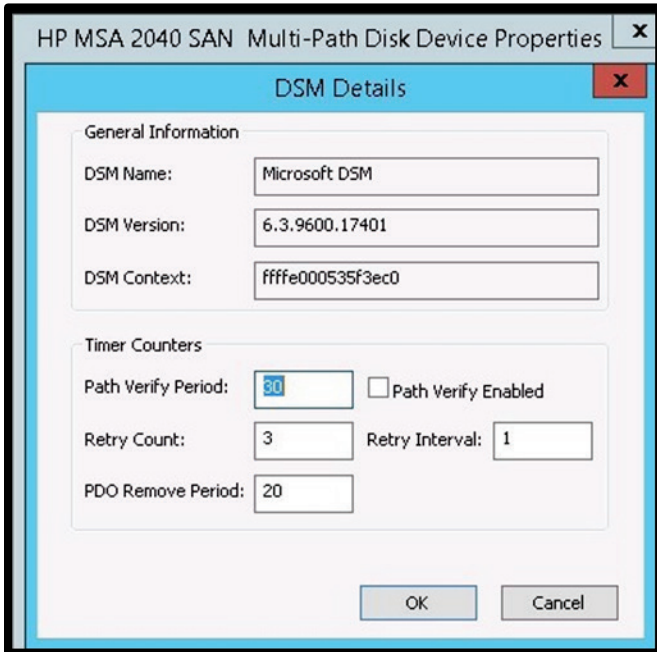 HP MSA 2040 SAN Multi-Path Disk Device Properties x
DSM Details x
General Information
DSM Name: Microsoft DSM
DSM Version: 6.3.9600.17401
DSM Context: ffffe000535f3ec0
Timer Counters
Path Verify Period: 30 Path Verify Enabled
Retry Count: 3 Retry Interval: 1
PDO Remove Period: 20
OK Cancel